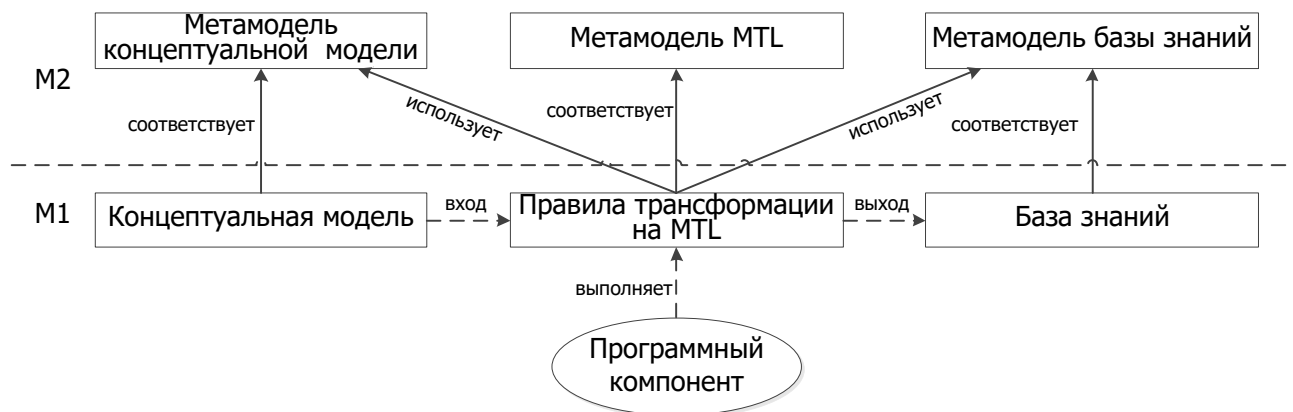 Метамодель
концептуальной модели
Метамодель MTL
Метамодель базы знаний
M2
соответствует
использует
соответствует
использует
соответствует
M1
Концептуальная модель
вход
Правила трансформации
на MTL
выход
База знаний
выполняет
Программный
компонент